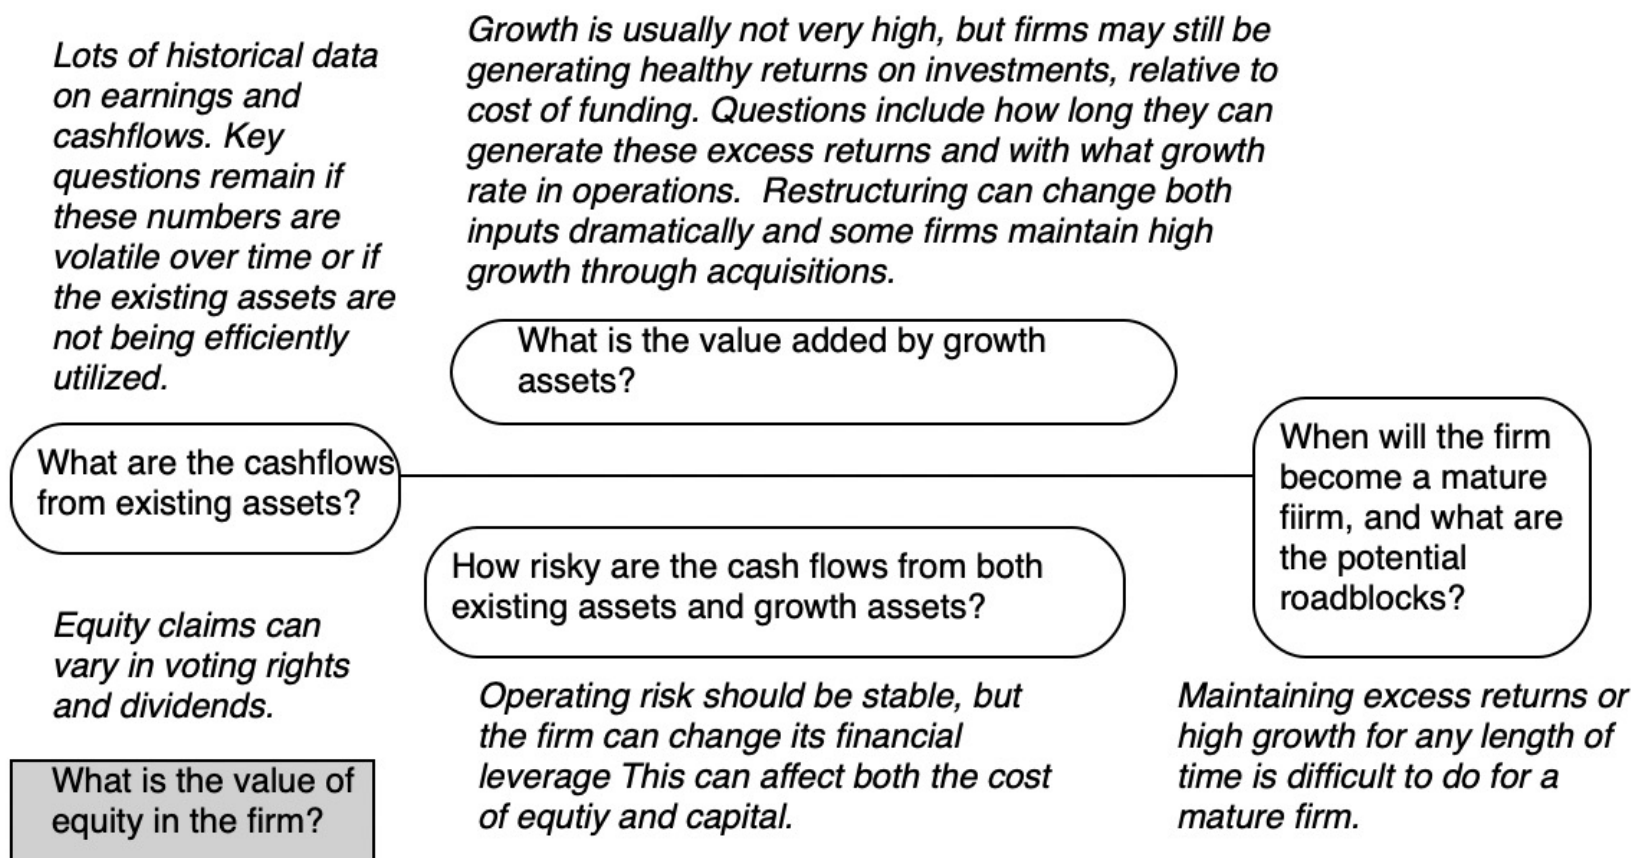 Lots of historical data
on earnings and
cashflows. Key
questions remain if
these numbers are
volatile over time or if
the existing assets are
not being efficiently
utilized.
Growth is usually not very high, but firms may still be
generating healthy returns on investments, relative to
cost of funding. Questions include how long they can
generate these excess returns and with what growth
rate in operations.  Restructuring can change both
inputs dramatically and some firms maintain high
growth through acquisitions.
What is the value added by growth
assets?
What are the cashflows
from existing assets?
When will the firm
become a mature
fiirm, and what are
the potential
roadblocks?
How risky are the cash flows from both
existing assets and growth assets?
Equity claims can
vary in voting rights
and dividends.
Operating risk should be stable, but
the firm can change its financial
leverage This can affect both the cost
of equtiy and capital.
Maintaining excess returns or
high growth for any length of
time is difficult to do for a
mature firm.
What is the value of
equity in the firm?